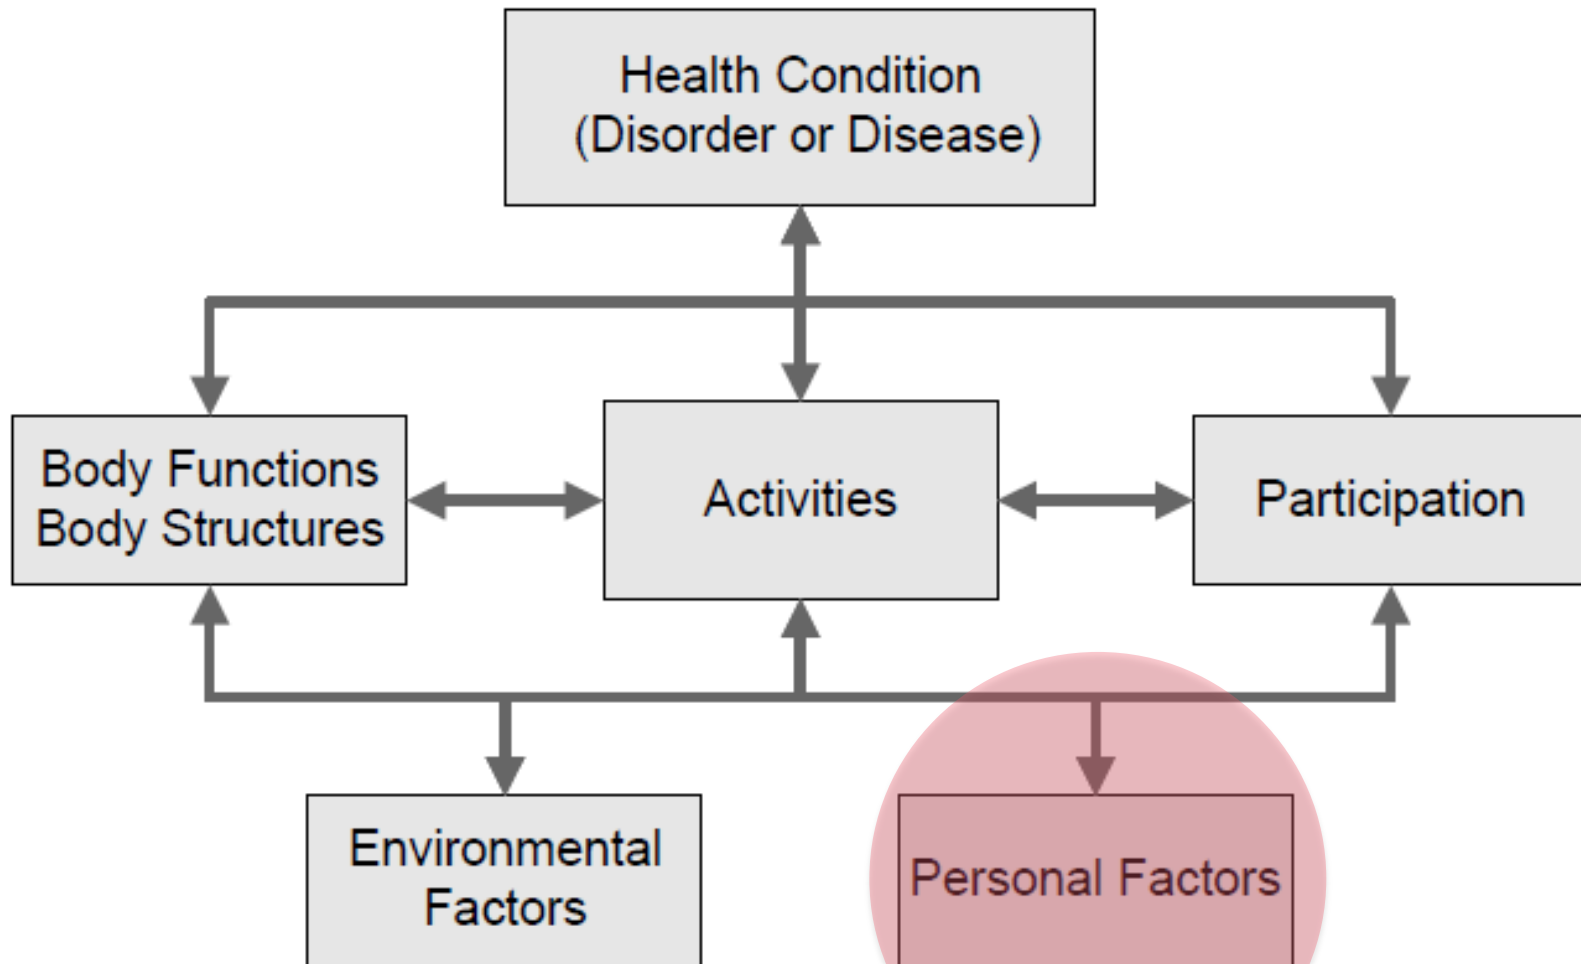 Health Condition
(Disorder or Disease)
Body Functions
Body Structures
Activities
Participation
Environmental
Factors
Personal Factors